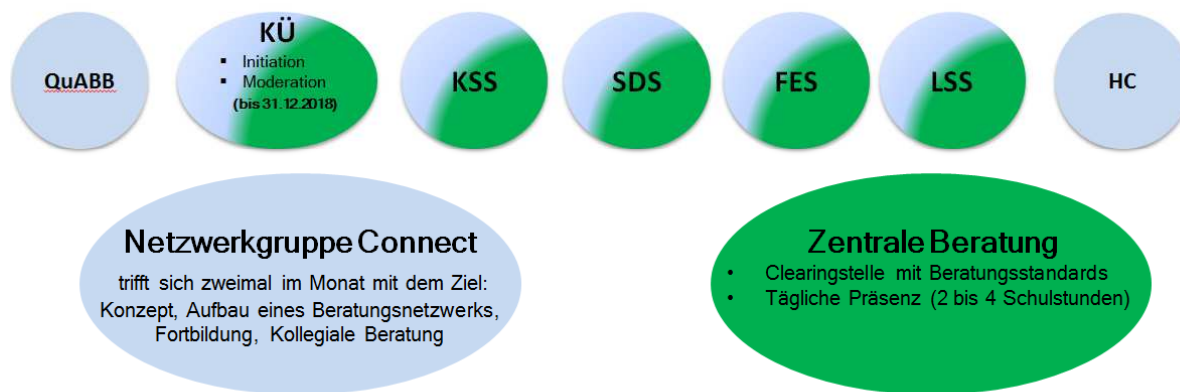 QuABB
KÜ
▪ Initiation
▪ Moderation
(bis 31.12.2018)
KSS
SDS
FES
LSS
HC
Netzwerkgruppe Connect
trifft sich zweimal im Monat mit dem Ziel:
Konzept, Aufbau eines Beratungsnetzwerks,
Fortbildung, Kollegiale Beratung
Zentrale Beratung
• Clearingstelle mit Beratungsstandards
• Tägliche Präsenz (2 bis 4 Schulstunden)